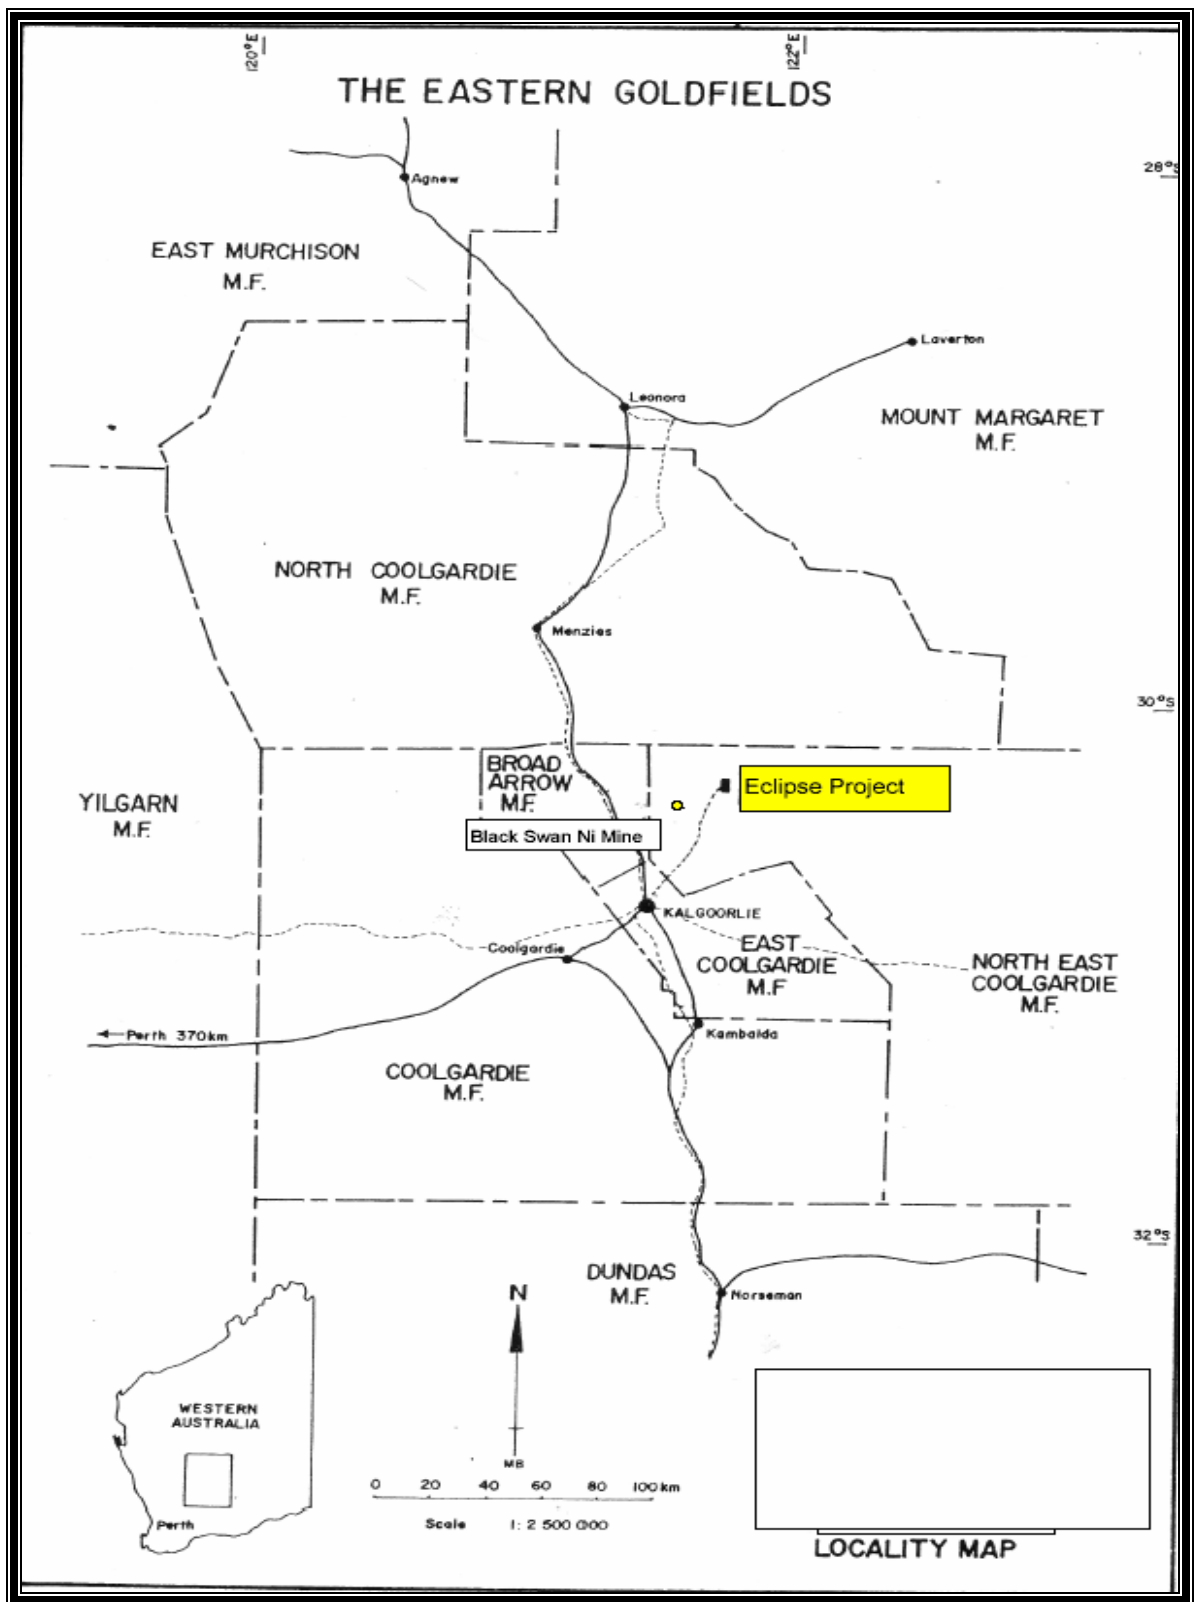 120°E
122°E
THE EASTERN GOLDFIELDS
28°S
Agnew
EAST MURCHISON
M.F.
Laverton
Leonora
MOUNT MARGARET
M.F.
NORTH COOLGARDIE
M.F.
Menzies
30°S
BROAD
ARROW
M.F.
Eclipse Project
YILGARN
M.F.
Black Swan Ni Mine
KALGOORLIE
Coolgardie
EAST
COOLGARDIE
M.F
NORTH EAST
COOLGARDIE
M.F.
Perth 370km
Kambalda
COOLGARDIE
M.F.
32°S
DUNDAS
M.F.
Norseman
N
WESTERN
AUSTRALIA
MB
0 20 40 60 80 100 km
Scale 1: 2 500 000
Perth
LOCALITY MAP